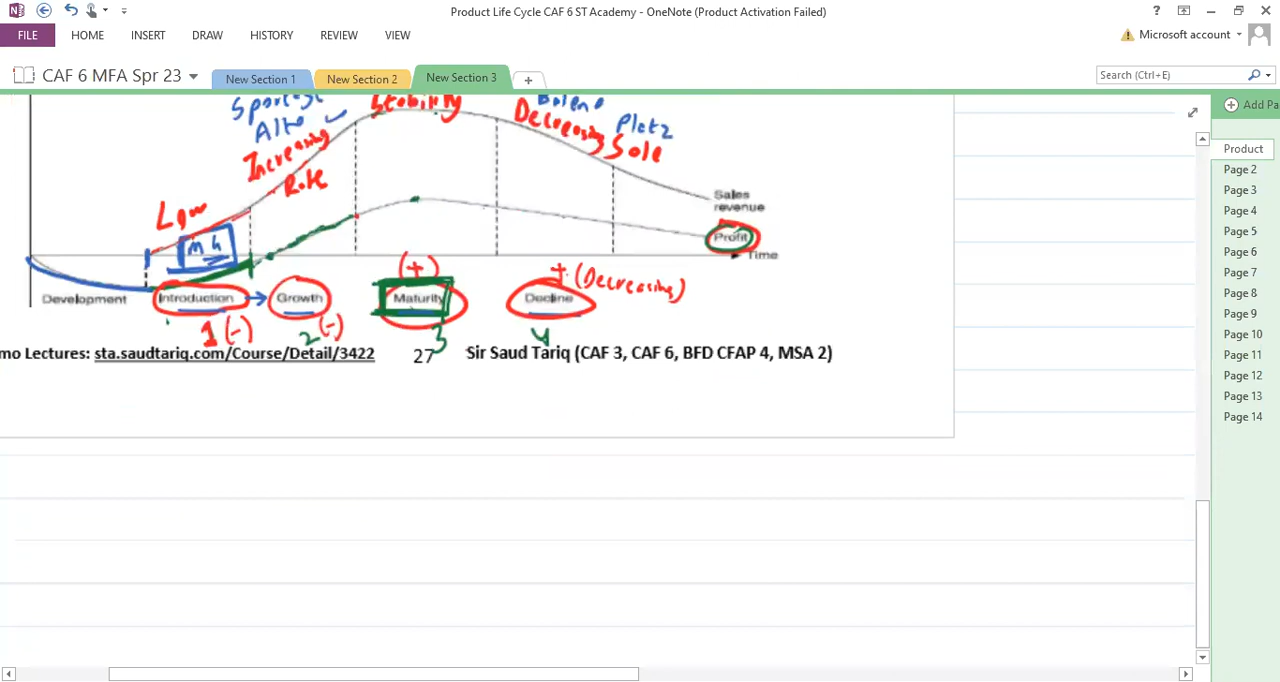 Product Life Cycle CAF 6 ST Academy - OneNote (Product Activation Failed)
?
FILE HOME INSERT DRAW HISTORY REVIEW VIEW
Microsoft account
CAF 6 MFA Spr 23
New Section 1 New Section 2 New Section 3 +
Search (Ctrl+E)
Add Pa
Product
Page 2
Page 3
Page 4
Page 5
Page 6
Page 7
Page 8
Page 9
Page 10
Page 11
Page 12
Page 13
Page 14
Stability
Alto
Decreasing
Sale
Increasing
Rate
Low
Sales
revenue
Profit
Time
(+)
+ (Decreasing)
Development Introduction Growth Maturity Decline
1 (-) 2 (-) 3 4
mo Lectures: sta.saudtariq.com/Course/Detail/3422 27 Sir Saud Tariq (CAF 3, CAF 6, BFD CFAP 4, MSA 2)